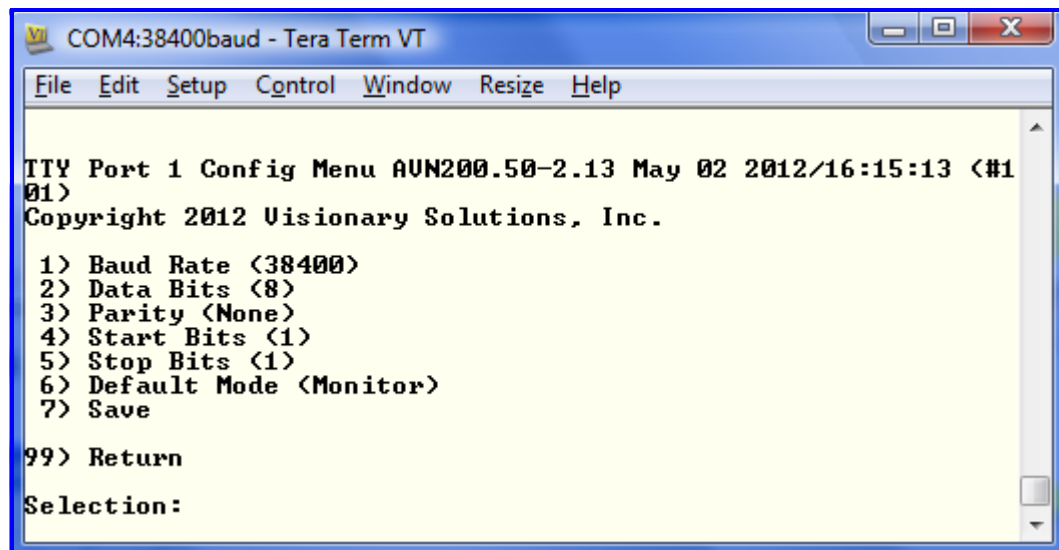 COM4:38400baud - Tera Term VT
File Edit Setup Control Window Resize Help
TTY Port 1 Config Menu AVN200.50-2.13 May 02 2012/16:15:13 (#1
01)
Copyright 2012 Visionary Solutions, Inc.
1) Baud Rate (38400)
2) Data Bits (8)
3) Parity (None)
4) Start Bits (1)
5) Stop Bits (1)
6) Default Mode (Monitor)
7) Save
99) Return
Selection: